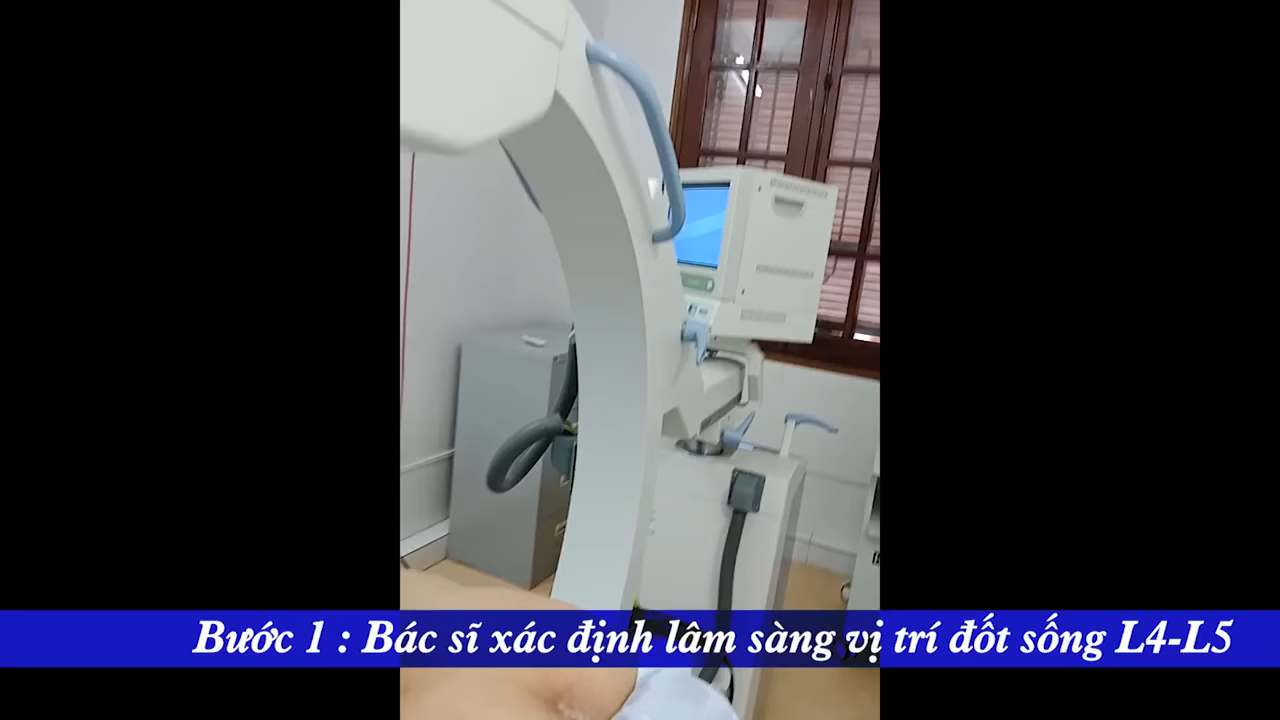 Bước 1 : Bác sĩ xác định lâm sàng vị trí đốt sống L4-L5